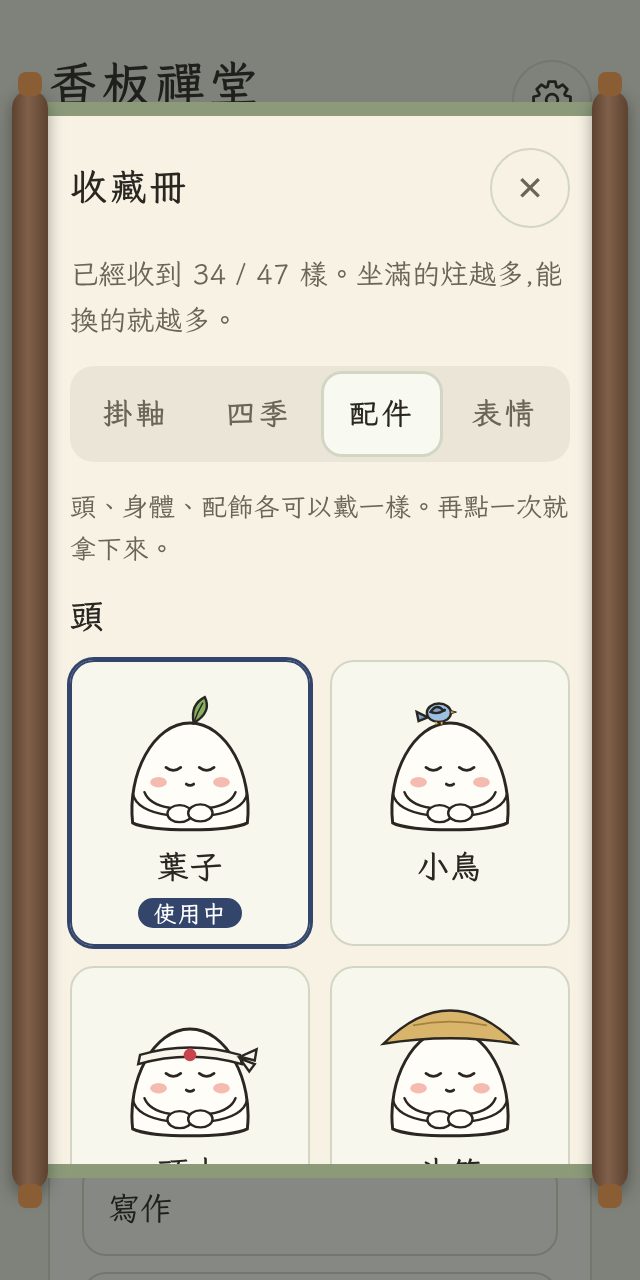 香板禪堂
收藏冊
已經收到 34 / 47 樣。坐滿的炷越多,能
換的就越多。
掛軸 四季 配件 表情
頭、身體、配飾各可以戴一樣。再點一次就
拿下來。
頭
葉子 小鳥
使用中
寫作